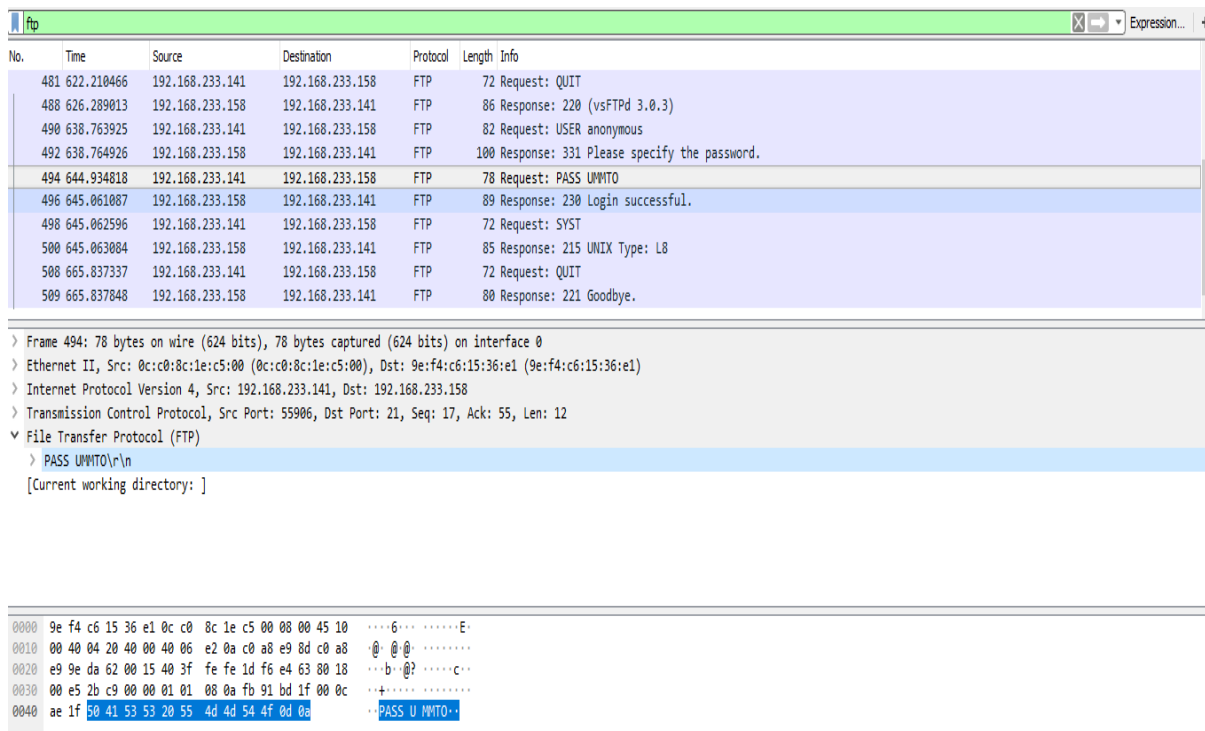 ftp
Expression...
No. Time Source Destination Protocol Length Info
481 622.210466 192.168.233.141 192.168.233.158 FTP 72 Request: QUIT
488 626.289013 192.168.233.158 192.168.233.141 FTP 86 Response: 220 (vsFTPd 3.0.3)
490 638.763925 192.168.233.141 192.168.233.158 FTP 82 Request: USER anonymous
492 638.764926 192.168.233.158 192.168.233.141 FTP 100 Response: 331 Please specify the password.
494 644.934818 192.168.233.141 192.168.233.158 FTP 78 Request: PASS UMMTO
496 645.061087 192.168.233.158 192.168.233.141 FTP 89 Response: 230 Login successful.
498 645.062596 192.168.233.141 192.168.233.158 FTP 72 Request: SYST
500 645.063084 192.168.233.158 192.168.233.141 FTP 85 Response: 215 UNIX Type: L8
508 665.837337 192.168.233.141 192.168.233.158 FTP 72 Request: QUIT
509 665.837848 192.168.233.158 192.168.233.141 FTP 80 Response: 221 Goodbye.
Frame 494: 78 bytes on wire (624 bits), 78 bytes captured (624 bits) on interface 0
Ethernet II, Src: 0c:c0:8c:1e:c5:00 (0c:c0:8c:1e:c5:00), Dst: 9e:f4:c6:15:36:e1 (9e:f4:c6:15:36:e1)
Internet Protocol Version 4, Src: 192.168.233.141, Dst: 192.168.233.158
Transmission Control Protocol, Src Port: 55906, Dst Port: 21, Seq: 17, Ack: 55, Len: 12
File Transfer Protocol (FTP)
PASS UMMTO\r\n
[Current working directory: ]
0000 9e f4 c6 15 36 e1 0c c0 8c 1e c5 00 08 00 45 10 ····6··· ······E·
0010 00 40 04 20 40 00 40 06 e2 0a c0 a8 e9 8d c0 a8 ·@· @·@· ········
0020 e9 9e da 62 00 15 40 3f fe fe 1d f6 e4 63 80 18 ···b··@? ·····c··
0030 00 e5 2b c9 00 00 01 01 08 0a fb 91 bd 1f 00 0c ··+····· ········
0040 ae 1f 50 41 53 53 20 55 4d 4d 54 4f 0d 0a ··PASS U MMTO··